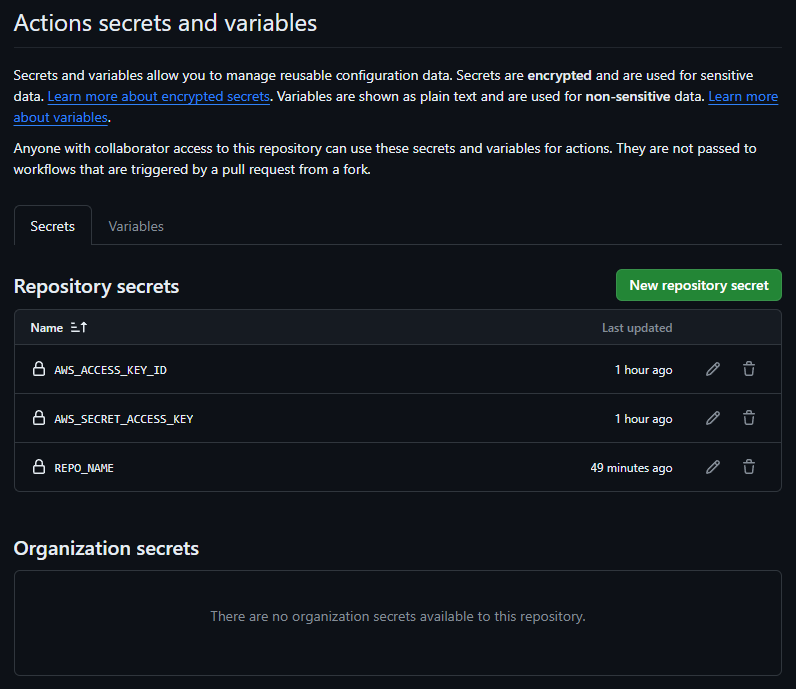 Actions secrets and variables
Secrets and variables allow you to manage reusable configuration data. Secrets are encrypted and are used for sensitive
data. Learn more about encrypted secrets. Variables are shown as plain text and are used for non-sensitive data. Learn more
about variables.
Anyone with collaborator access to this repository can use these secrets and variables for actions. They are not passed to
workflows that are triggered by a pull request from a fork.
Secrets Variables
Repository secrets New repository secret
Name Last updated
AWS_ACCESS_KEY_ID 1 hour ago
AWS_SECRET_ACCESS_KEY 1 hour ago
REPO_NAME 49 minutes ago
Organization secrets
There are no organization secrets available to this repository.